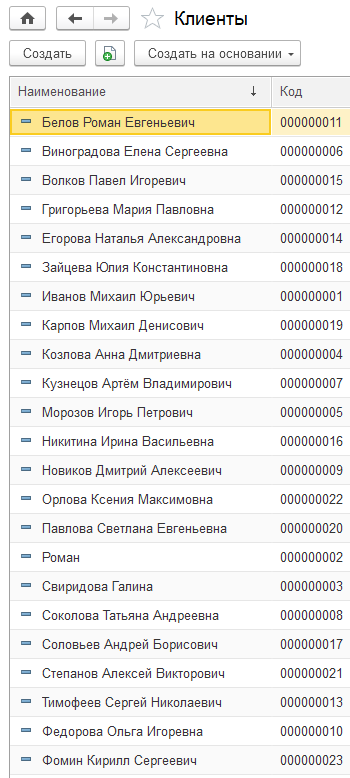 Клиенты
Создать Создать на основании
Наименование Код
Белов Роман Евгеньевич 000000011
Виноградова Елена Сергеевна 000000006
Волков Павел Игоревич 000000015
Григорьева Мария Павловна 000000012
Егорова Наталья Александровна 000000014
Зайцева Юлия Константиновна 000000018
Иванов Михаил Юрьевич 000000001
Карпов Михаил Денисович 000000019
Козлова Анна Дмитриевна 000000004
Кузнецов Артём Владимирович 000000007
Морозов Игорь Петрович 000000005
Никитина Ирина Васильевна 000000016
Новиков Дмитрий Алексеевич 000000009
Орлова Ксения Максимовна 000000022
Павлова Светлана Евгеньевна 000000020
Роман 000000002
Свиридова Галина 000000003
Соколова Татьяна Андреевна 000000008
Соловьев Андрей Борисович 000000017
Степанов Алексей Викторович 000000021
Тимофеев Сергей Николаевич 000000013
Федорова Ольга Игоревна 000000010
Фомин Кирилл Сергеевич 000000023